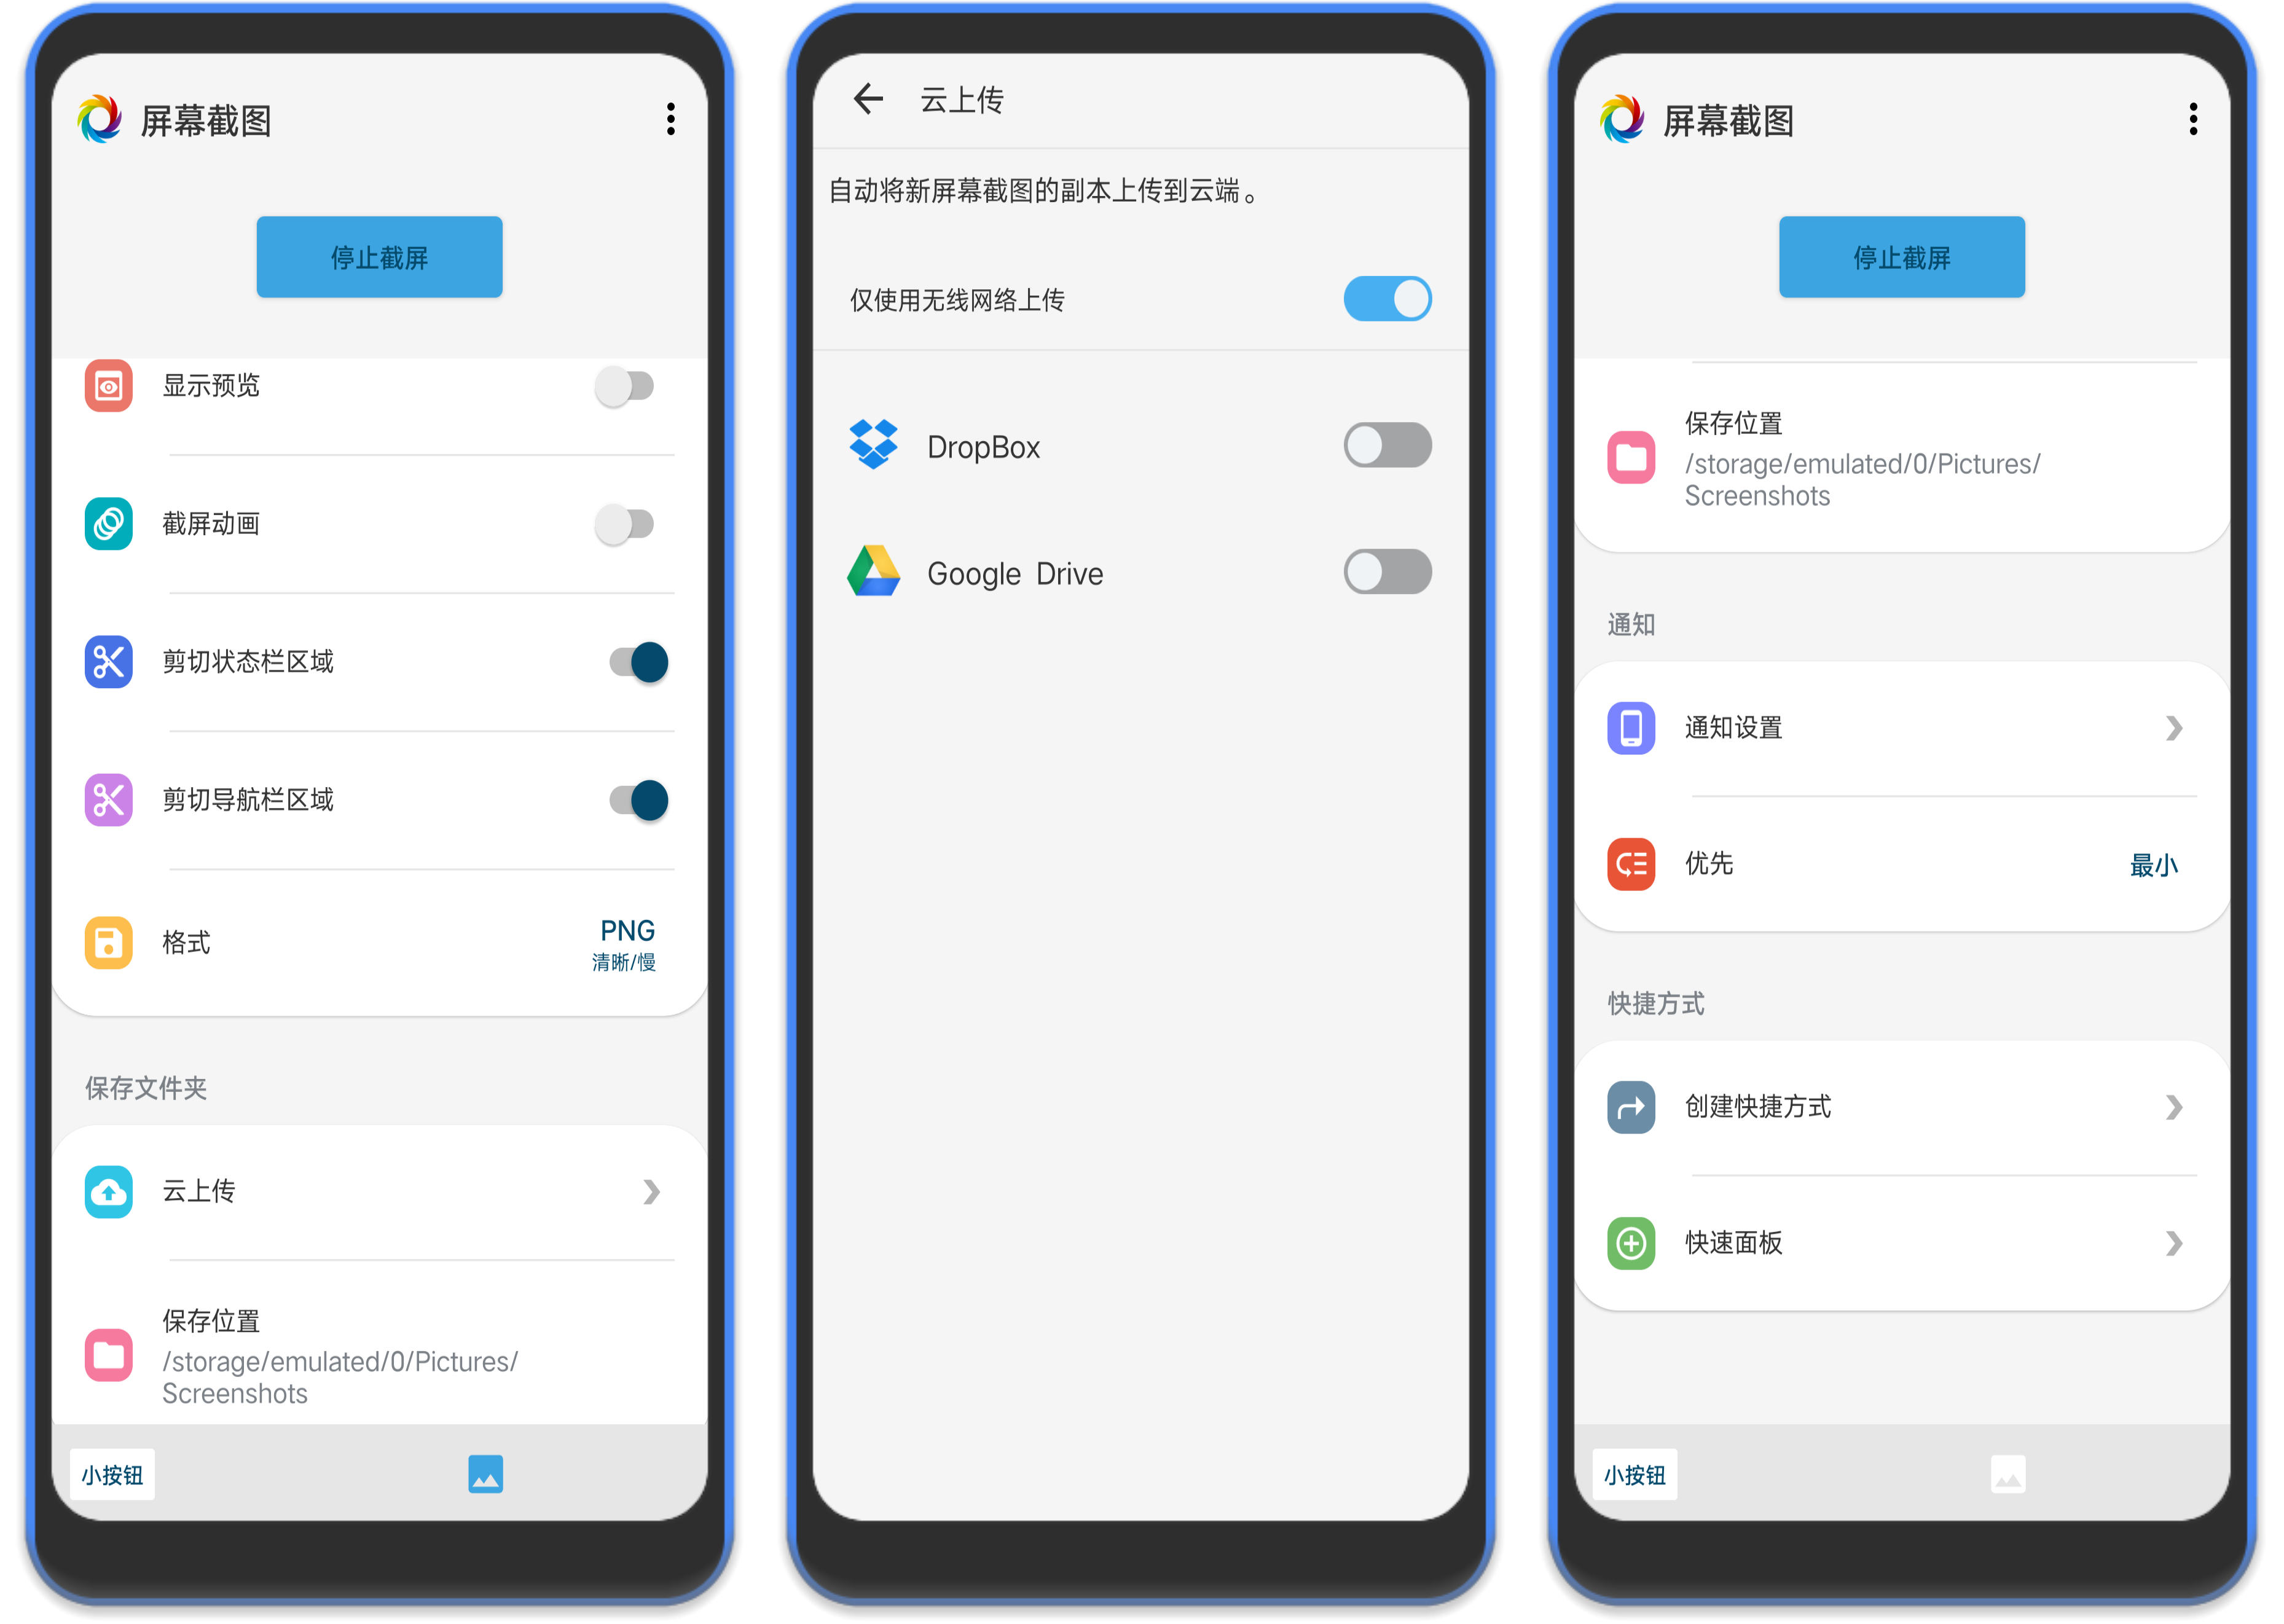 屏幕截图
停止截屏
显示预览
截屏动画
剪切状态栏区域
剪切导航栏区域
格式
PNG
清晰/慢
保存文件夹
云上传
保存位置
/storage/emulated/0/Pictures/
Screenshots
小按钮
云上传
自动将新屏幕截图的副本上传到云端。
仅使用无线网络上传
DropBox
Google Drive
屏幕截图
停止截屏
保存位置
/storage/emulated/0/Pictures/
Screenshots
通知
通知设置
优先
最小
快捷方式
创建快捷方式
快速面板
小按钮